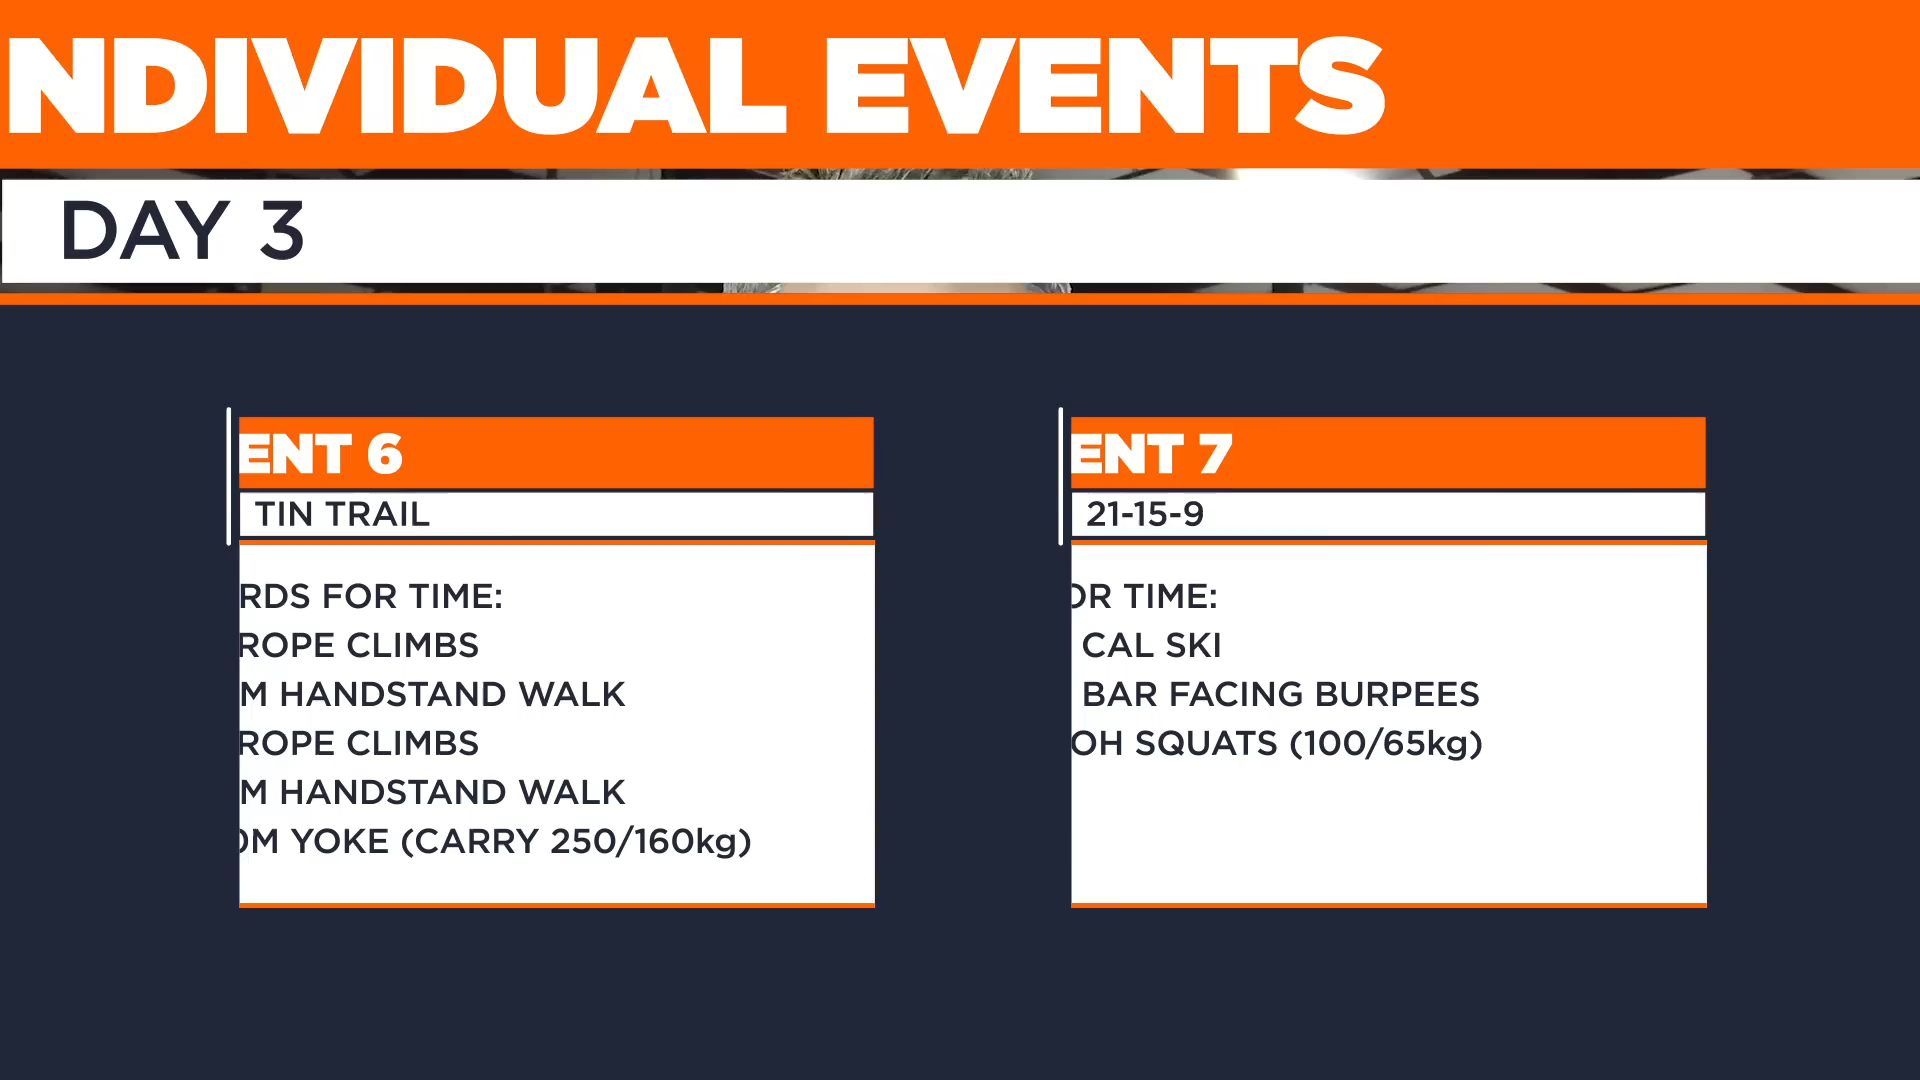 NDIVIDUAL EVENTS
DAY 3
ENT 6
TIN TRAIL
RDS FOR TIME:
ROPE CLIMBS
M HANDSTAND WALK
ROPE CLIMBS
M HANDSTAND WALK
0M YOKE (CARRY 250/160kg)
ENT 7
21-15-9
OR TIME:
CAL SKI
BAR FACING BURPEES
OH SQUATS (100/65kg)